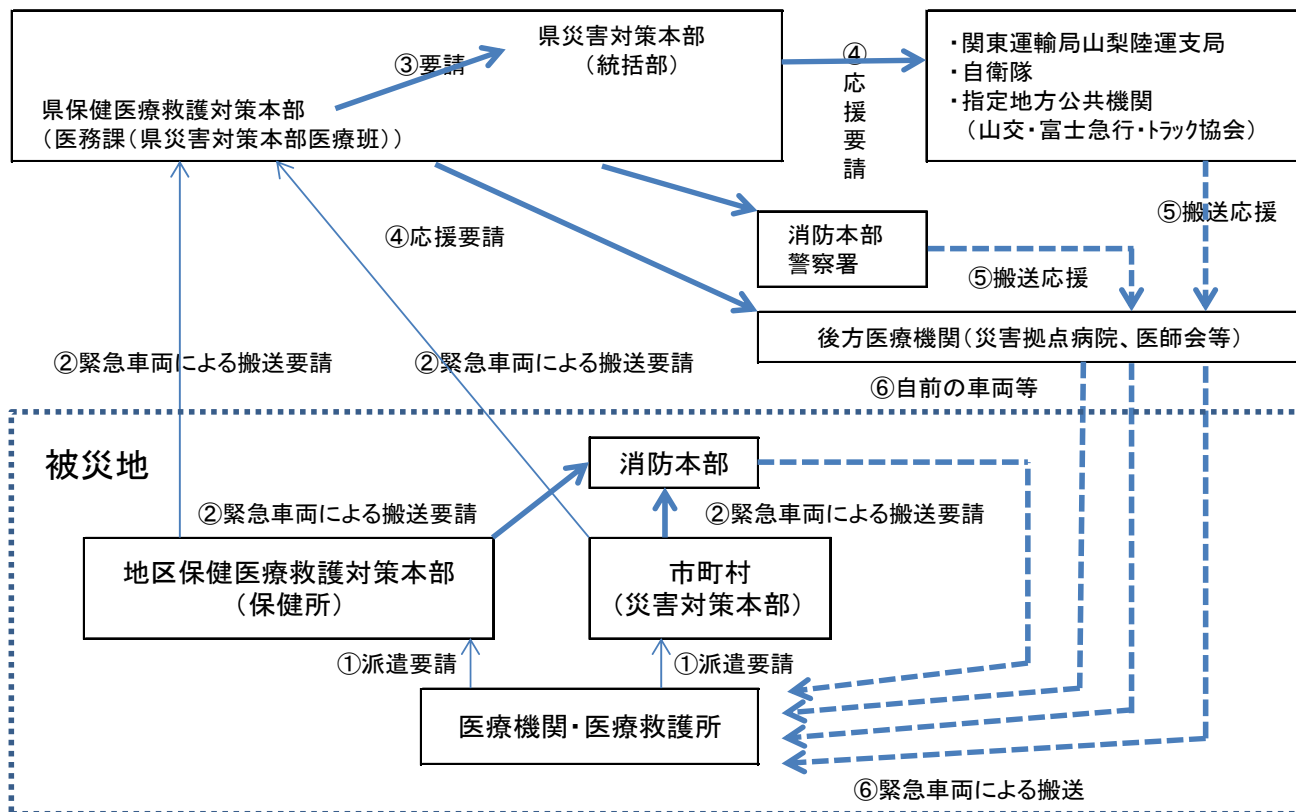 県災害対策本部
（統括部）
③要請
県保健医療救護対策本部
（医務課（県災害対策本部医療班））
④応援要請
・関東運輸局山梨陸運支局
・自衛隊
・指定地方公共機関
（山交・富士急行・トラック協会）
⑤搬送応援
④応援要請
消防本部
警察署
⑤搬送応援
後方医療機関（災害拠点病院、医師会等）
②緊急車両による搬送要請
②緊急車両による搬送要請
⑥自前の車両等
被災地
消防本部
②緊急車両による搬送要請
②緊急車両による搬送要請
地区保健医療救護対策本部
（保健所）
市町村
（災害対策本部）
①派遣要請
①派遣要請
医療機関・医療救護所
⑥緊急車両による搬送